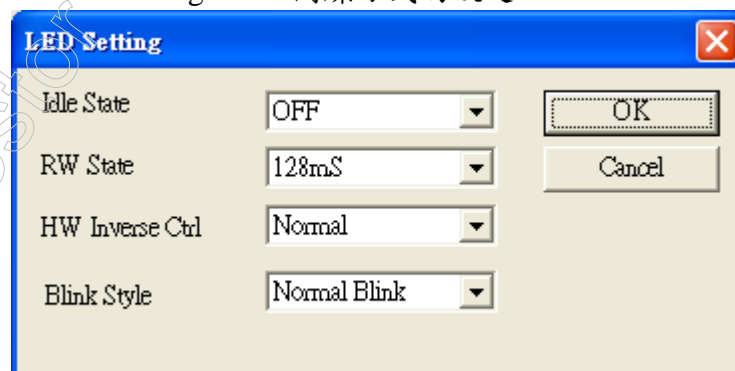 LED Setting
Idle State
OFF
OK
RW State
128mS
Cancel
HW Inverse Ctrl
Normal
Blink Style
Normal Blink